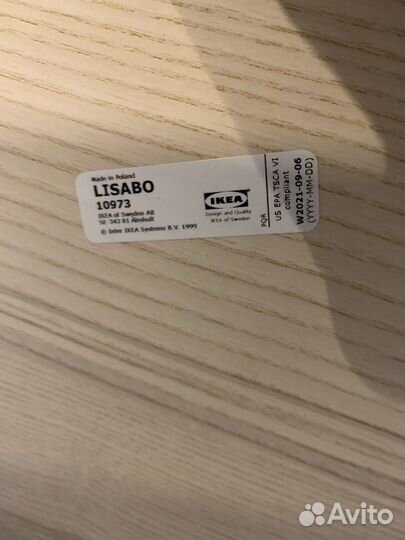 Made in Poland
LISABO
10973
IKEA of Sweden AB
SE-343 81 Älmhult
© Inter IKEA Systems B.V. 1999
IKEA
Design and Quality
IKEA of Sweden
PQR
US EPA TSCA VI
compliant
W2021-09-06
(YYYY-MM-DD)
Avito